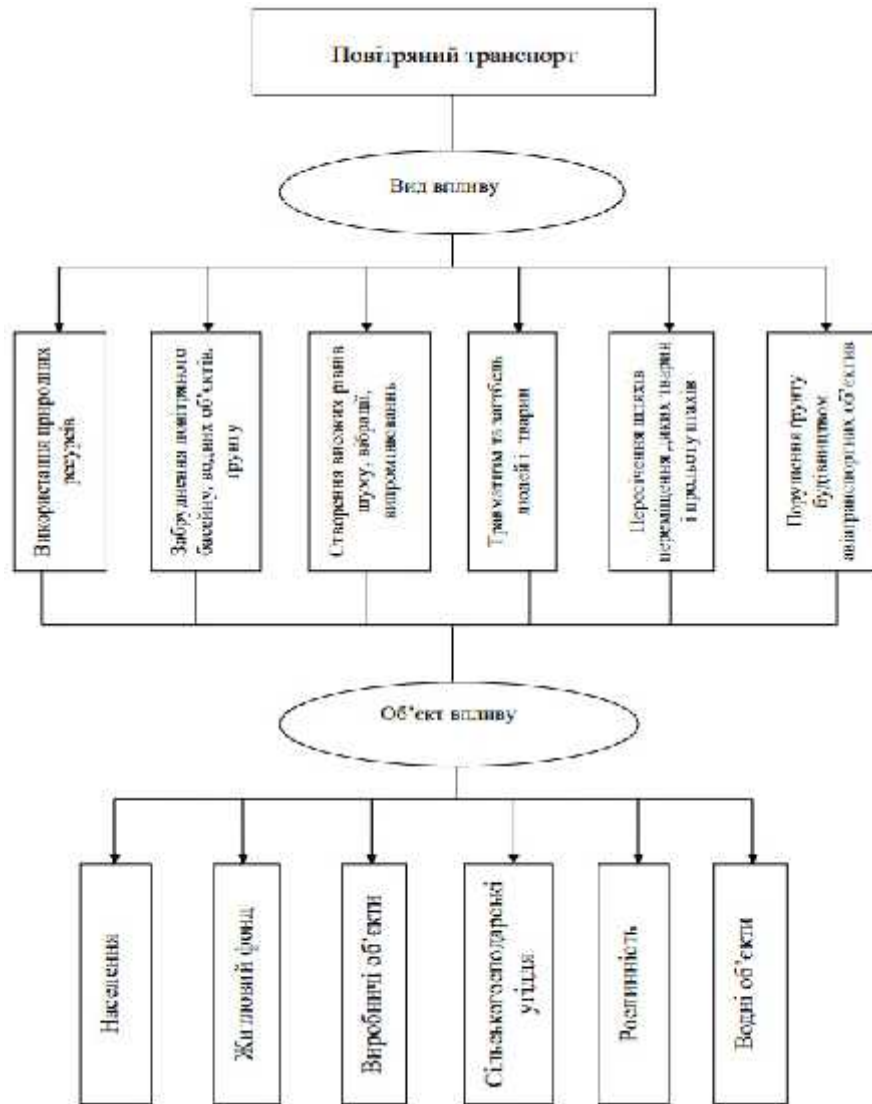 Повітряний транспорт
Вид впливу
Використання природних
ресурсів
Забруднення повітряного
басейну, водних об'єктів,
ґрунту
Створення високих рівнів
шуму, вібрації,
випромінювань
Травматизм та загибель
людей і тварин
Пересічення шляхів
переміщення диких тварин
і прольоту птахів
Порушення ґрунту
будівництвом
авіатранспортних об'єктів
Об'єкт впливу
Населення
Житловий фонд
Виробничі об'єкти
Сільськогосподарські
угіддя
Рослинність
Водні об'єкти